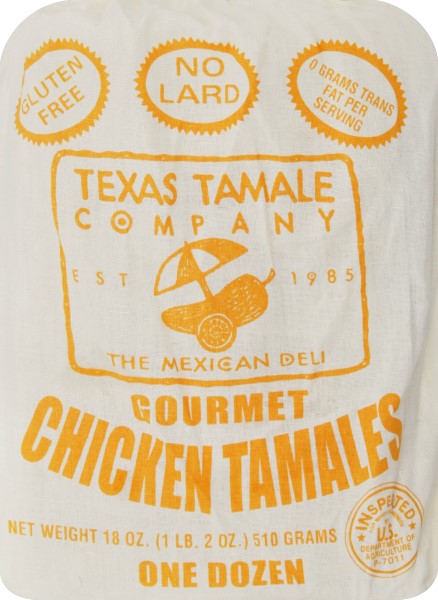 GLUTEN
FREE
NO
LARD
0 GRAMS TRANS
FAT PER
SERVING
TEXAS TAMALE
COMPANY
EST 1985
THE MEXICAN DELI
GOURMET
CHICKEN TAMALES
NET WEIGHT 18 OZ. (1 LB. 2 OZ.) 510 GRAMS
ONE DOZEN
INSPECTED
U.S.
DEPARTMENT OF
AGRICULTURE
P-7011